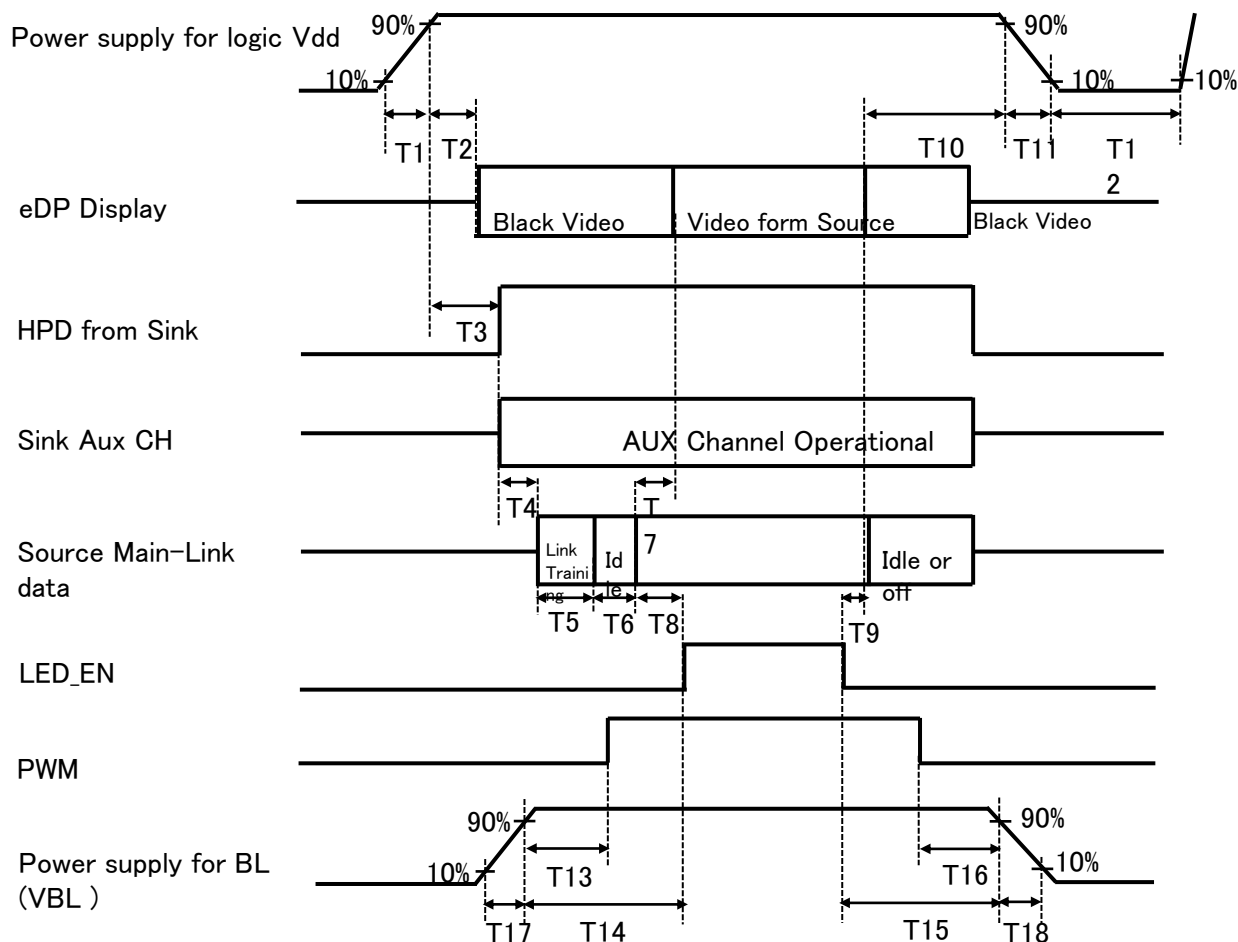 Power supply for logic Vdd
90%
90%
10%
10%
10%
T1
T2
T10
T11
T1
2
eDP Display
Black Video
Video form Source
Black Video
HPD from Sink
T3
Sink Aux CH
AUX Channel Operational
T4
T
7
Source Main-Link
data
Link
Traini
ng
Id
le
Idle or
off
T5
T6
T8
T9
LED_EN
PWM
90%
90%
Power supply for BL
(VBL )
10%
10%
T13
T16
T17
T14
T15
T18